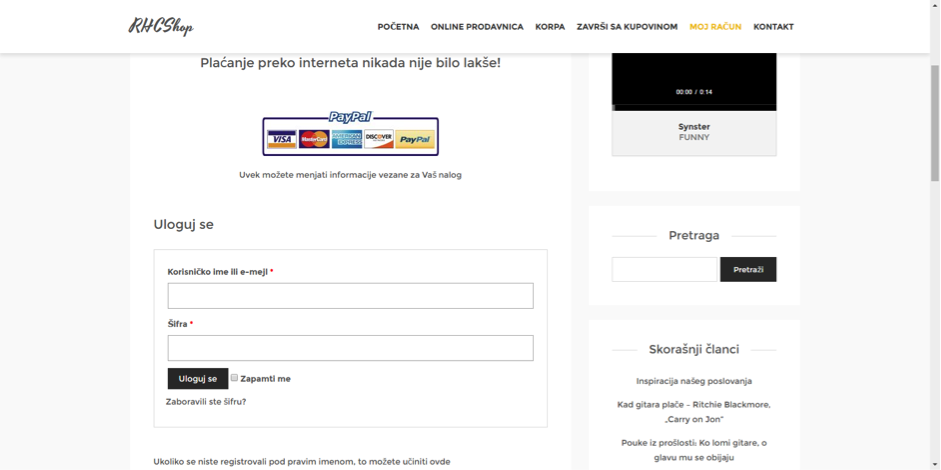 RHCShop
POČETNA ONLINE PRODAVNICA KORPA ZAVRŠI SA KUPOVINOM MOJ RAČUN KONTAKT
Plaćanje preko interneta nikada nije bilo lakše!
PayPal
VISA MasterCard AMERICAN EXPRESS DISCOVER PayPal
Uvek možete menjati informacije vezane za Vaš nalog
Uloguj se
Korisničko ime ili e-mejl *
Šifra *
Uloguj se Zapamti me
Zaboravili ste šifru?
Ukoliko se niste registrovali pod pravim imenom, to možete učiniti ovde
00:00 / 0:14
Synster
FUNNY
Pretraga
Pretraži
Skorašnji članci
Inspiracija našeg poslovanja
Kad gitara plače – Ritchie Blackmore,
„Carry on Jon“
Pouke iz prošlosti: Ko lomi gitare, o
glavu mu se obijaju